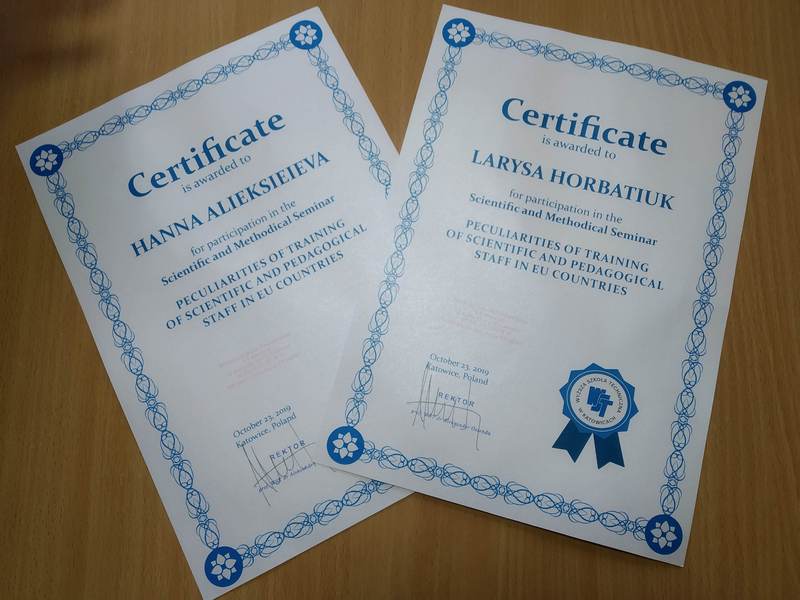 Certificate
is awarded to
HANNA ALIEKSIEIEVA
for participation in the
Scientific and Methodical Seminar
PECULIARITIES OF TRAINING
OF SCIENTIFIC AND PEDAGOGICAL
STAFF IN EU COUNTRIES
October 23, 2019
Katowice, Poland
REKTOR
Certificate
is awarded to
LARYSA HORBATIUK
for participation in the
Scientific and Methodical Seminar
PECULIARITIES OF TRAINING
OF SCIENTIFIC AND PEDAGOGICAL
STAFF IN EU COUNTRIES
October 23, 2019
Katowice, Poland
REKTOR
WYŻSZA SZKOŁA TECHNICZNA
W KATOWICACH